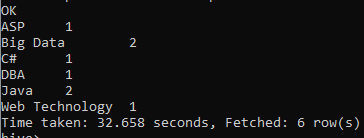 OK
ASP 1
Big Data 2
C# 1
DBA 1
Java 2
Web Technology 1
Time taken: 32.658 seconds, Fetched: 6 row(s)